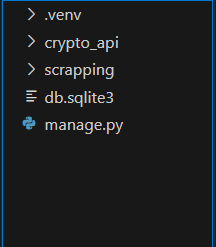 .venv
crypto_api
scrapping
db.sqlite3
manage.py